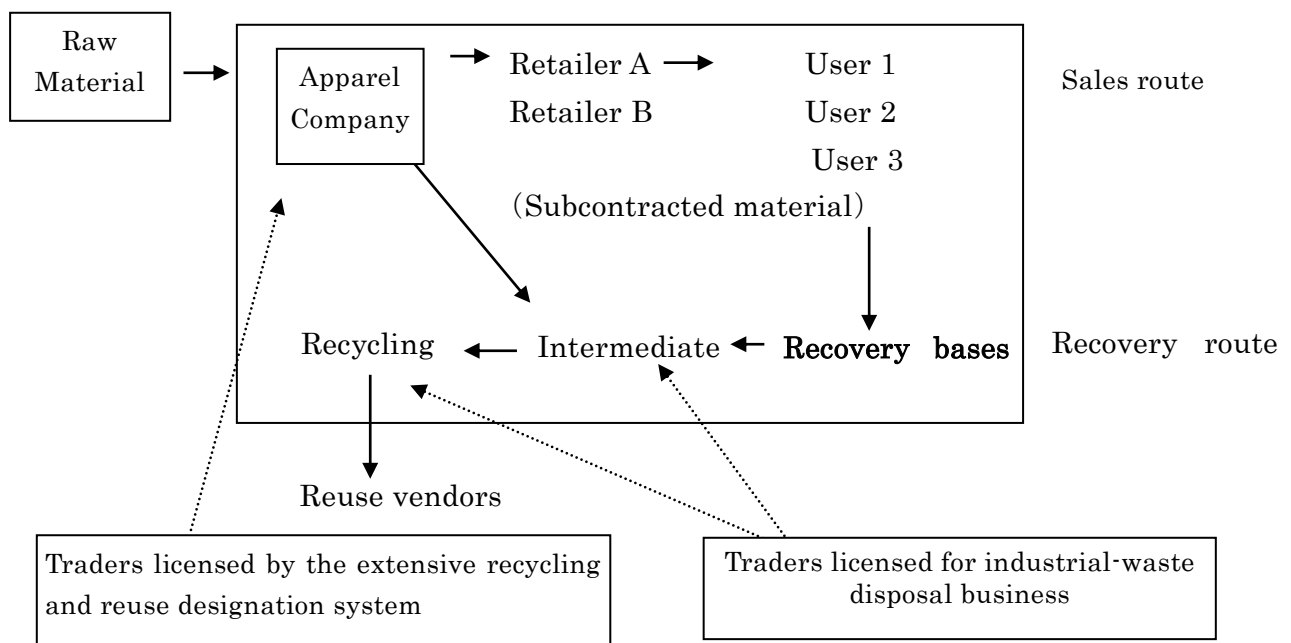 Raw
Material
Apparel
Company
Retailer A
User 1
Sales route
Retailer B
User 2
User 3
（Subcontracted material）
Recycling
Intermediate
Recovery bases
Recovery route
Reuse vendors
Traders licensed by the extensive recycling
and reuse designation system
Traders licensed for industrial-waste
disposal business